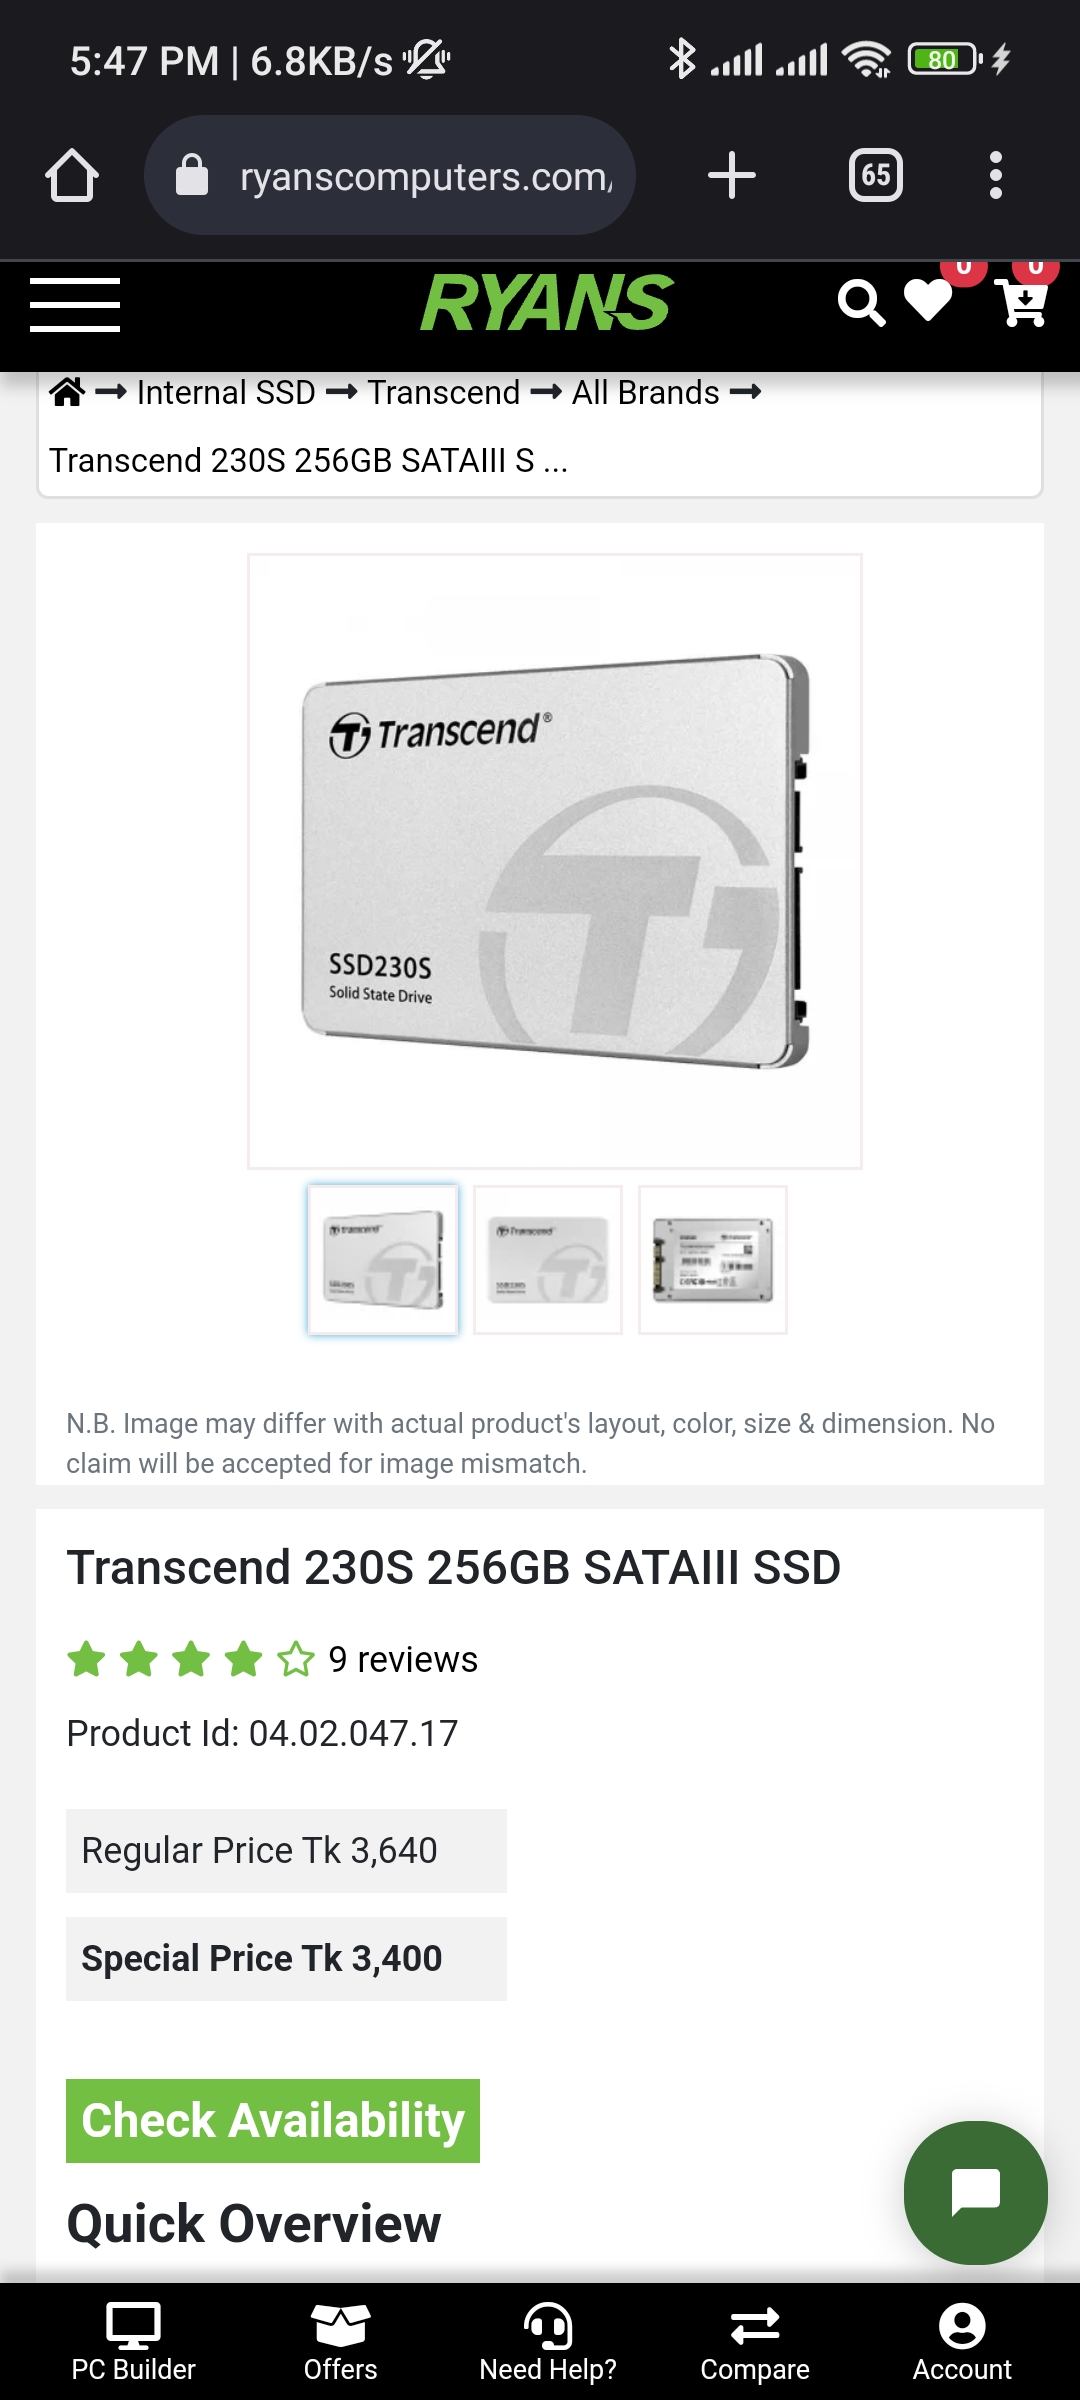 5:47 PM | 6.8KB/s
80
ryanscomputers.com/
65
RYANS
0
0
Internal SSD → Transcend → All Brands →
Transcend 230S 256GB SATAIII S ...
Transcend®
SSD230S
Solid State Drive
N.B. Image may differ with actual product's layout, color, size & dimension. No
claim will be accepted for image mismatch.
Transcend 230S 256GB SATAIII SSD
9 reviews
Product Id: 04.02.047.17
Regular Price Tk 3,640
Special Price Tk 3,400
Check Availability
Quick Overview
PC Builder
Offers
Need Help?
Compare
Account